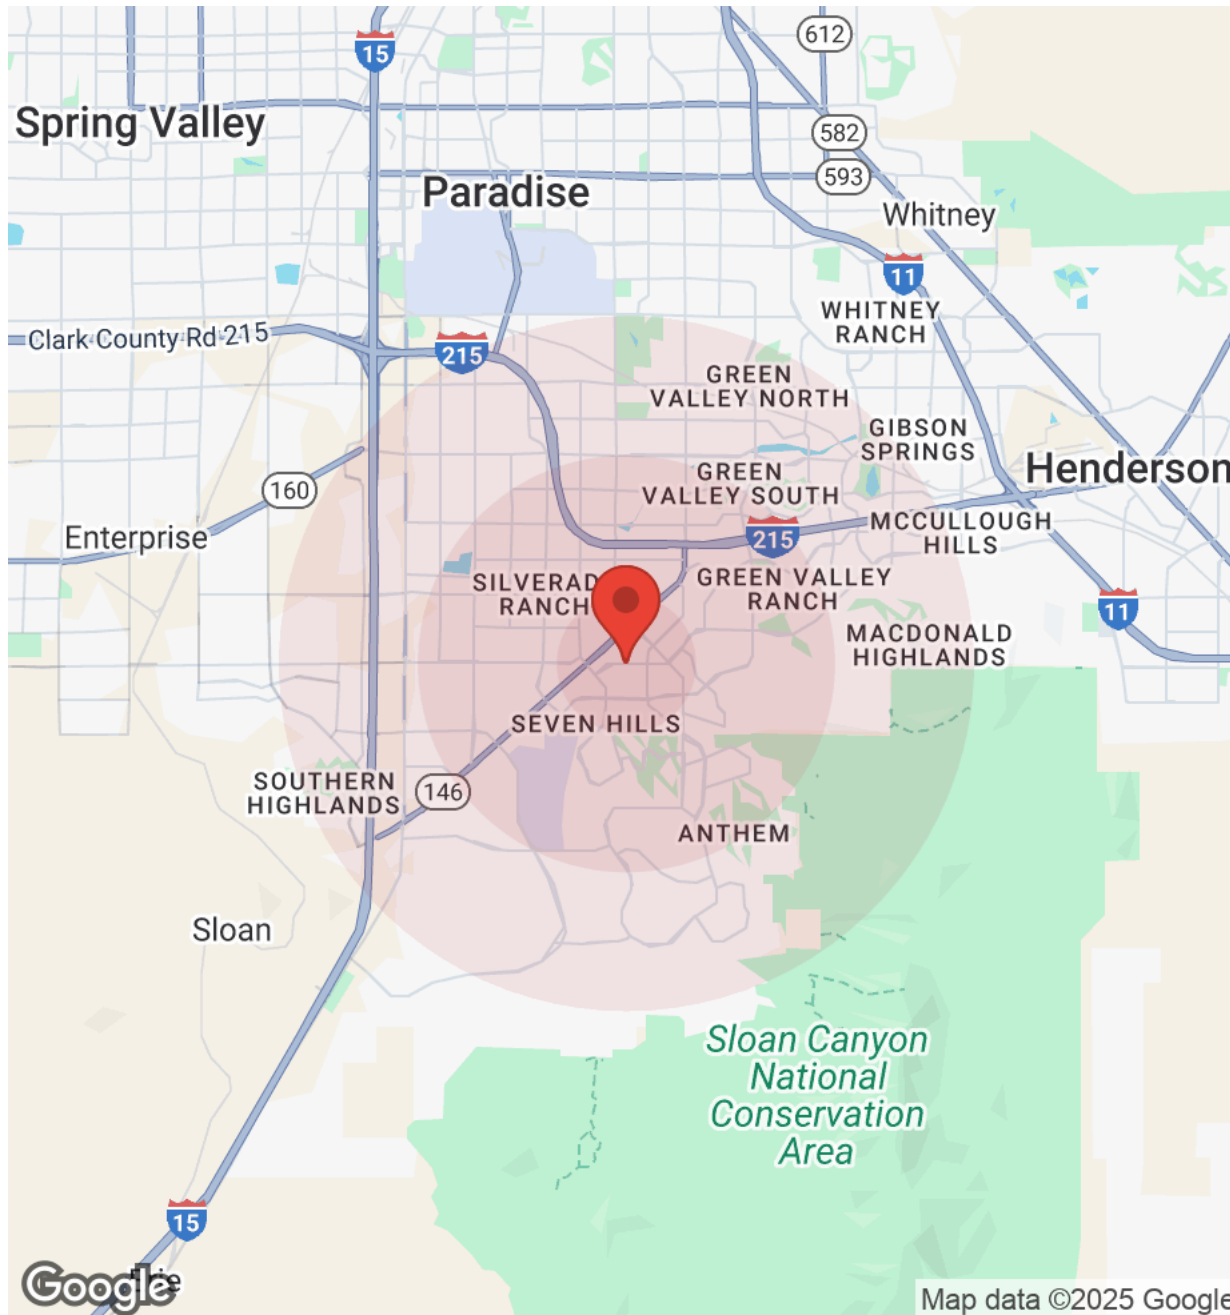 612
15
Spring Valley
582
593
Paradise
Whitney
11
WHITNEY
RANCH
Clark County Rd 215
215
GREEN
VALLEY NORTH
GIBSON
SPRINGS
Henderson
GREEN
VALLEY SOUTH
160
MCCULLOUGH
HILLS
Enterprise
215
SILVERAD
RANCH
GREEN VALLEY
RANCH
11
MACDONALD
HIGHLANDS
SEVEN HILLS
SOUTHERN
HIGHLANDS
146
ANTHEM
Sloan
Sloan Canyon
National
Conservation
Area
15
Google
Map data ©2025 Google